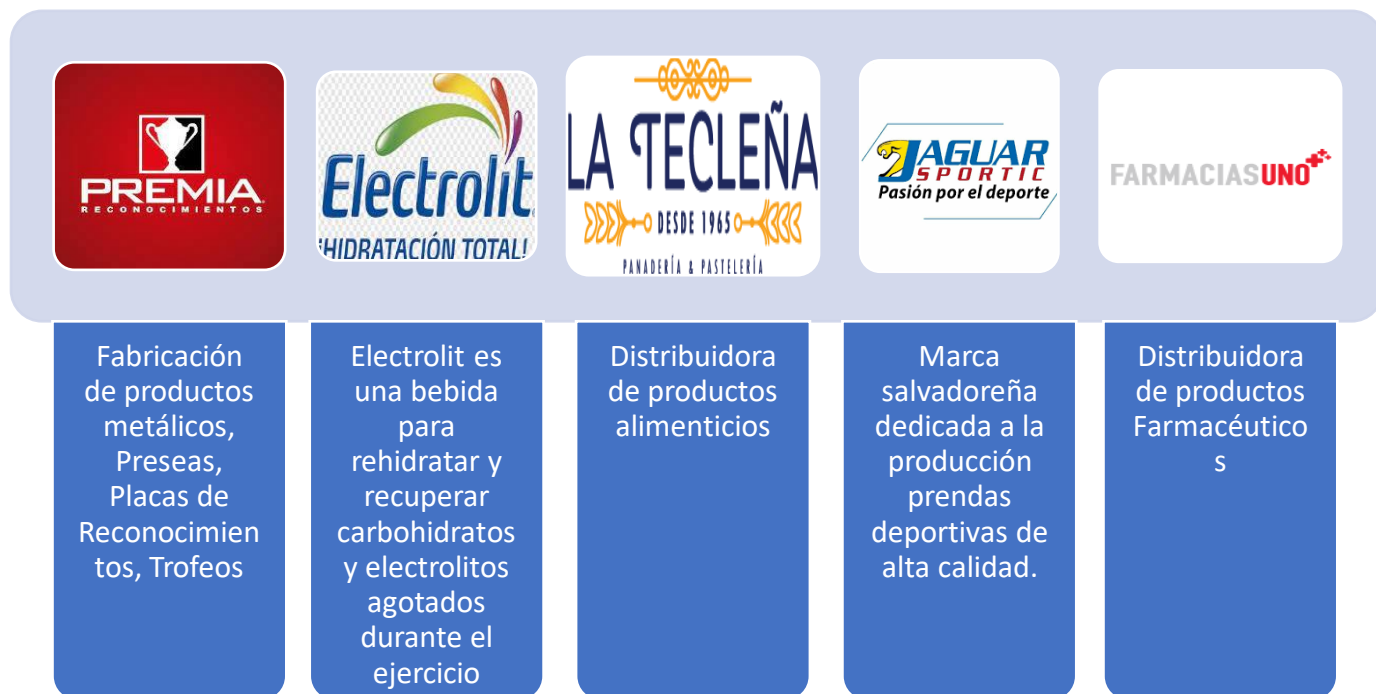 PREMIA
RECONOCIMIENTOS
Electrolit
¡HIDRATACIÓN TOTAL!
LA TECLEÑA
DESDE 1965
PANADERÍA & PASTELERÍA
JAGUAR
SPORTIC
Pasión por el deporte
FARMACIASUNO
Fabricación
de productos
metálicos,
Preseas,
Placas de
Reconocimien
tos, Trofeos
Electrolit es
una bebida
para
rehidratar y
recuperar
carbohidratos
y electrolitos
agotados
durante el
ejercicio
Distribuidora
de productos
alimenticios
Marca
salvadoreña
dedicada a la
producción
prendas
deportivas de
alta calidad.
Distribuidora
de productos
Farmacéutico
s